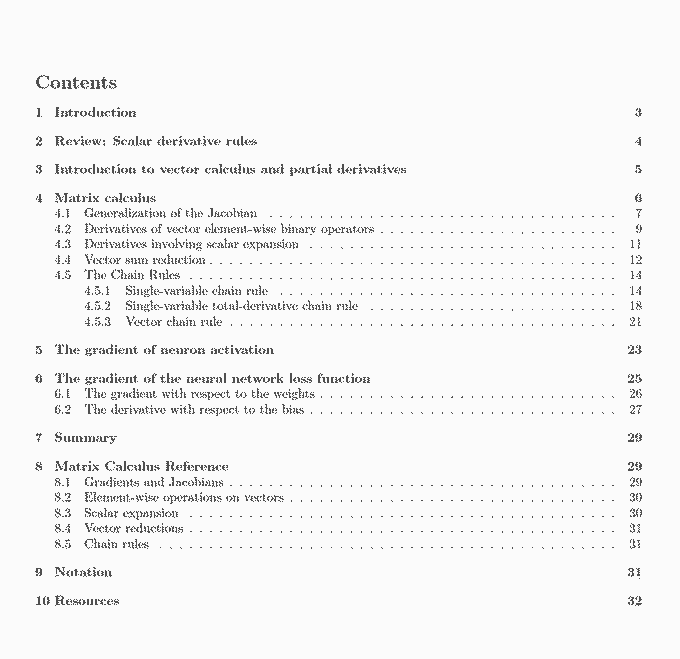 Contents
1 Introduction 3
2 Review: Scalar derivative rules 4
3 Introduction to vector calculus and partial derivatives 5
4 Matrix calculus 6
4.1 Generalization of the Jacobian . . . . . . . . . . . . . . . . . . . . . . . . . . . . . . 7
4.2 Derivatives of vector element-wise binary operators . . . . . . . . . . . . . . . . . . . . 9
4.3 Derivatives involving scalar expansion . . . . . . . . . . . . . . . . . . . . . . . . . . 11
4.4 Vector sum reduction . . . . . . . . . . . . . . . . . . . . . . . . . . . . . . . . . . . 12
4.5 The Chain Rules . . . . . . . . . . . . . . . . . . . . . . . . . . . . . . . . . . . . . 14
4.5.1 Single-variable chain rule . . . . . . . . . . . . . . . . . . . . . . . . . . . . . 14
4.5.2 Single-variable total-derivative chain rule . . . . . . . . . . . . . . . . . . . . . . 18
4.5.3 Vector chain rule . . . . . . . . . . . . . . . . . . . . . . . . . . . . . . . . . 21
5 The gradient of neuron activation 23
6 The gradient of the neural network loss function 25
6.1 The gradient with respect to the weights . . . . . . . . . . . . . . . . . . . . . . . . . 26
6.2 The derivative with respect to the bias . . . . . . . . . . . . . . . . . . . . . . . . . . 27
7 Summary 29
8 Matrix Calculus Reference 29
8.1 Gradients and Jacobians . . . . . . . . . . . . . . . . . . . . . . . . . . . . . . . . . 29
8.2 Element-wise operations on vectors . . . . . . . . . . . . . . . . . . . . . . . . . . . . 30
8.3 Scalar expansion . . . . . . . . . . . . . . . . . . . . . . . . . . . . . . . . . . . . . 30
8.4 Vector reductions . . . . . . . . . . . . . . . . . . . . . . . . . . . . . . . . . . . . . 31
8.5 Chain rules . . . . . . . . . . . . . . . . . . . . . . . . . . . . . . . . . . . . . . . 31
9 Notation 31
10 Resources 32